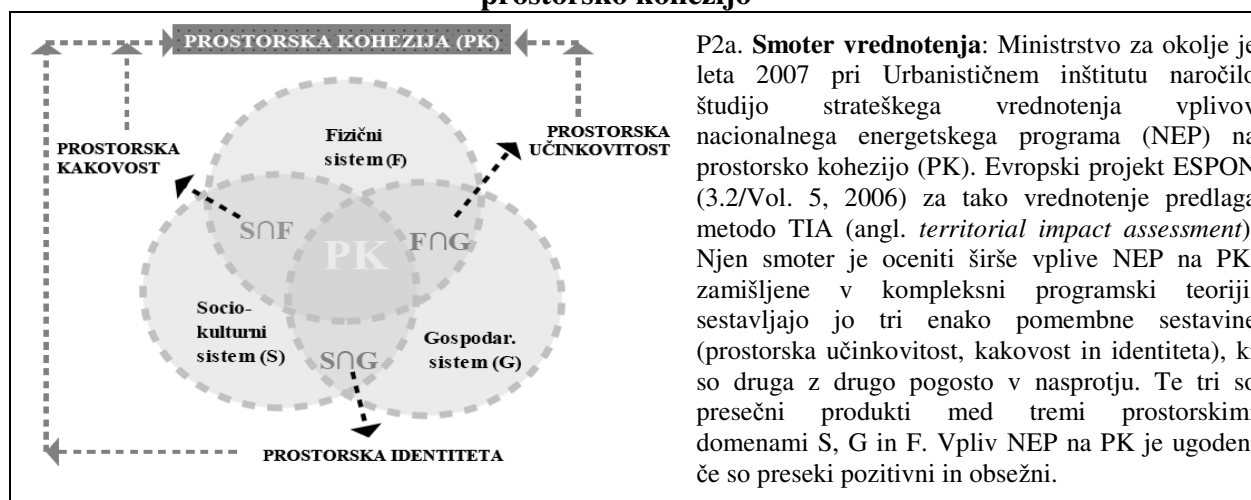 prostorsko kohezijo
PROSTORSKA KOHEZIJA (PK)
Fizični
sistem (F)
PROSTORSKA
KAKOVOST
PROSTORSKA
UČINKOVITOST
S∩F
F∩G
PK
Socio-
kulturni
sistem (S)
Gospodar.
sistem (G)
S∩G
PROSTORSKA IDENTITETA
P2a. Smoter vrednotenja: Ministrstvo za okolje je
leta 2007 pri Urbanističnem inštitutu naročilo
študijo strateškega vrednotenja vplivov
nacionalnega energetskega programa (NEP) na
prostorsko kohezijo (PK). Evropski projekt ESPON
(3.2/Vol. 5, 2006) za tako vrednotenje predlaga
metodo TIA (angl. territorial impact assessment)
Njen smoter je oceniti širše vplive NEP na PK
zamišljene v kompleksni programski teoriji
sestavljajo jo tri enako pomembne sestavine
(prostorska učinkovitost, kakovost in identiteta), ki
so druga z drugo pogosto v nasprotju. Te tri so
presečni produkti med tremi prostorskimi
domenami S, G in F. Vpliv NEP na PK je ugoden
če so preseki pozitivni in obsežni.